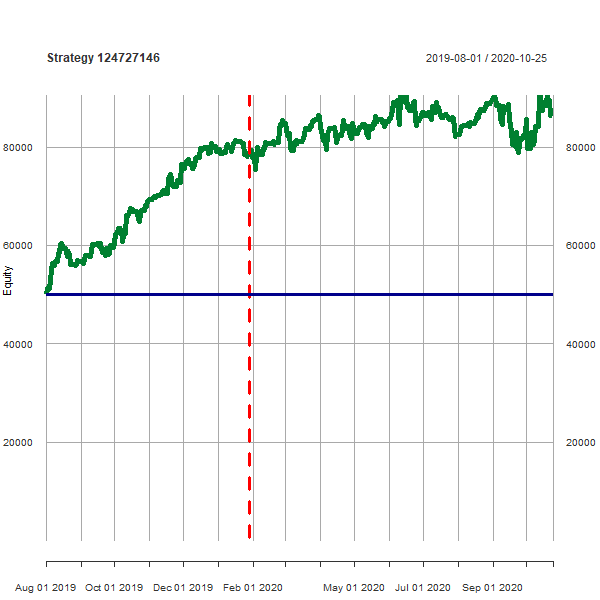 Strategy 124727146
2019-08-01 / 2020-10-25
80000
80000
60000
60000
Equity
40000
40000
20000
20000
Aug 01 2019
Oct 01 2019
Dec 01 2019
Feb 01 2020
May 01 2020
Jul 01 2020
Sep 01 2020